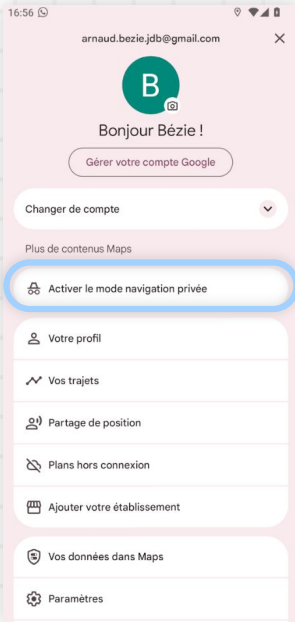 16:56
arnaud.bezie.jdb@gmail.com
B
Bonjour Bézie !
Gérer votre compte Google
Changer de compte
Plus de contenus Maps
Activer le mode navigation privée
Votre profil
Vos trajets
Partage de position
Plans hors connexion
Ajouter votre établissement
Vos données dans Maps
Paramètres